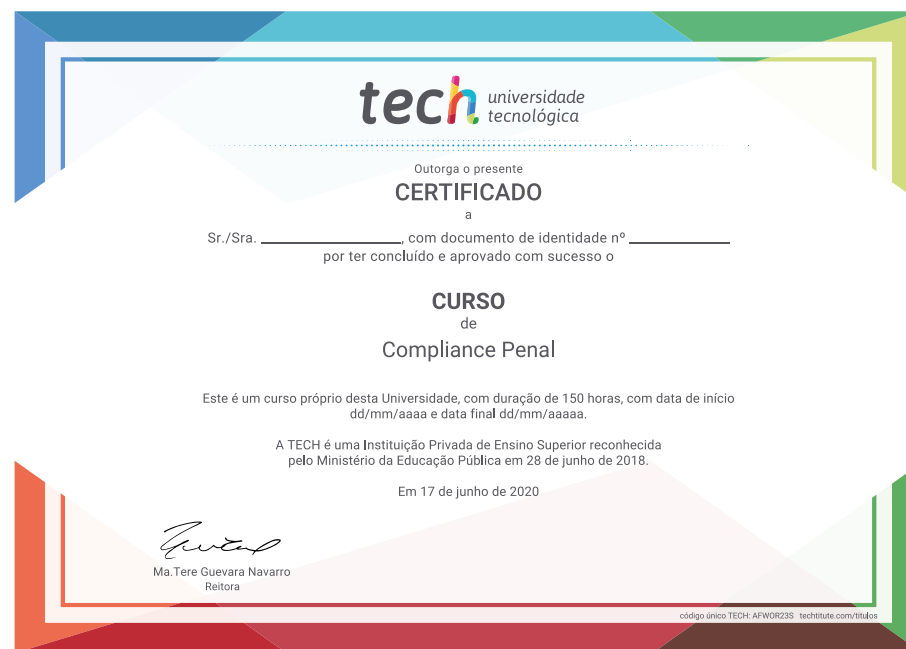 tech universidade
tecnológica
Outorga o presente
CERTIFICADO
a
Sr./Sra. ________________, com documento de identidade nº ____________
por ter concluído e aprovado com sucesso o
CURSO
de
Compliance Penal
Este é um curso próprio desta Universidade, com duração de 150 horas, com data de início
dd/mm/aaaa e data final dd/mm/aaaaa.
A TECH é uma Instituição Privada de Ensino Superior reconhecida
pelo Ministério da Educação Pública em 28 de junho de 2018.
Em 17 de junho de 2020
Ma.Tere Guevara Navarro
Reitora
código único TECH: AFWOR23S techtitute.com/titulos